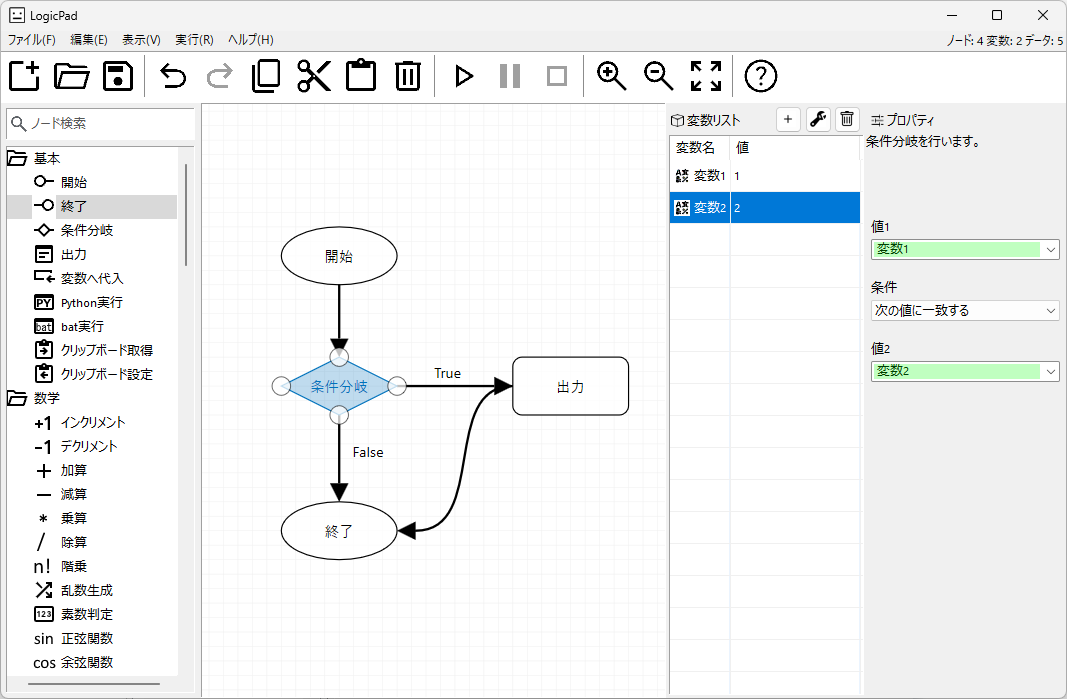 LogicPad
ファイル(F) 編集(E) 表示(V) 実行(R) ヘルプ(H)
ノード: 4 変数: 2 データ: 5
ノード検索
基本
開始
終了
条件分岐
出力
変数へ代入
PY Python実行
bat bat実行
クリップボード取得
クリップボード設定
数学
+1 インクリメント
-1 デクリメント
+ 加算
— 減算
* 乗算
/ 除算
n! 階乗
乱数生成
123 素数判定
sin 正弦関数
cos 余弦関数
開始
条件分岐
True
出力
False
終了
変数リスト
変数名 値
変数1 1
変数2 2
プロパティ
条件分岐を行います。
値1
変数1
条件
次の値に一致する
値2
変数2